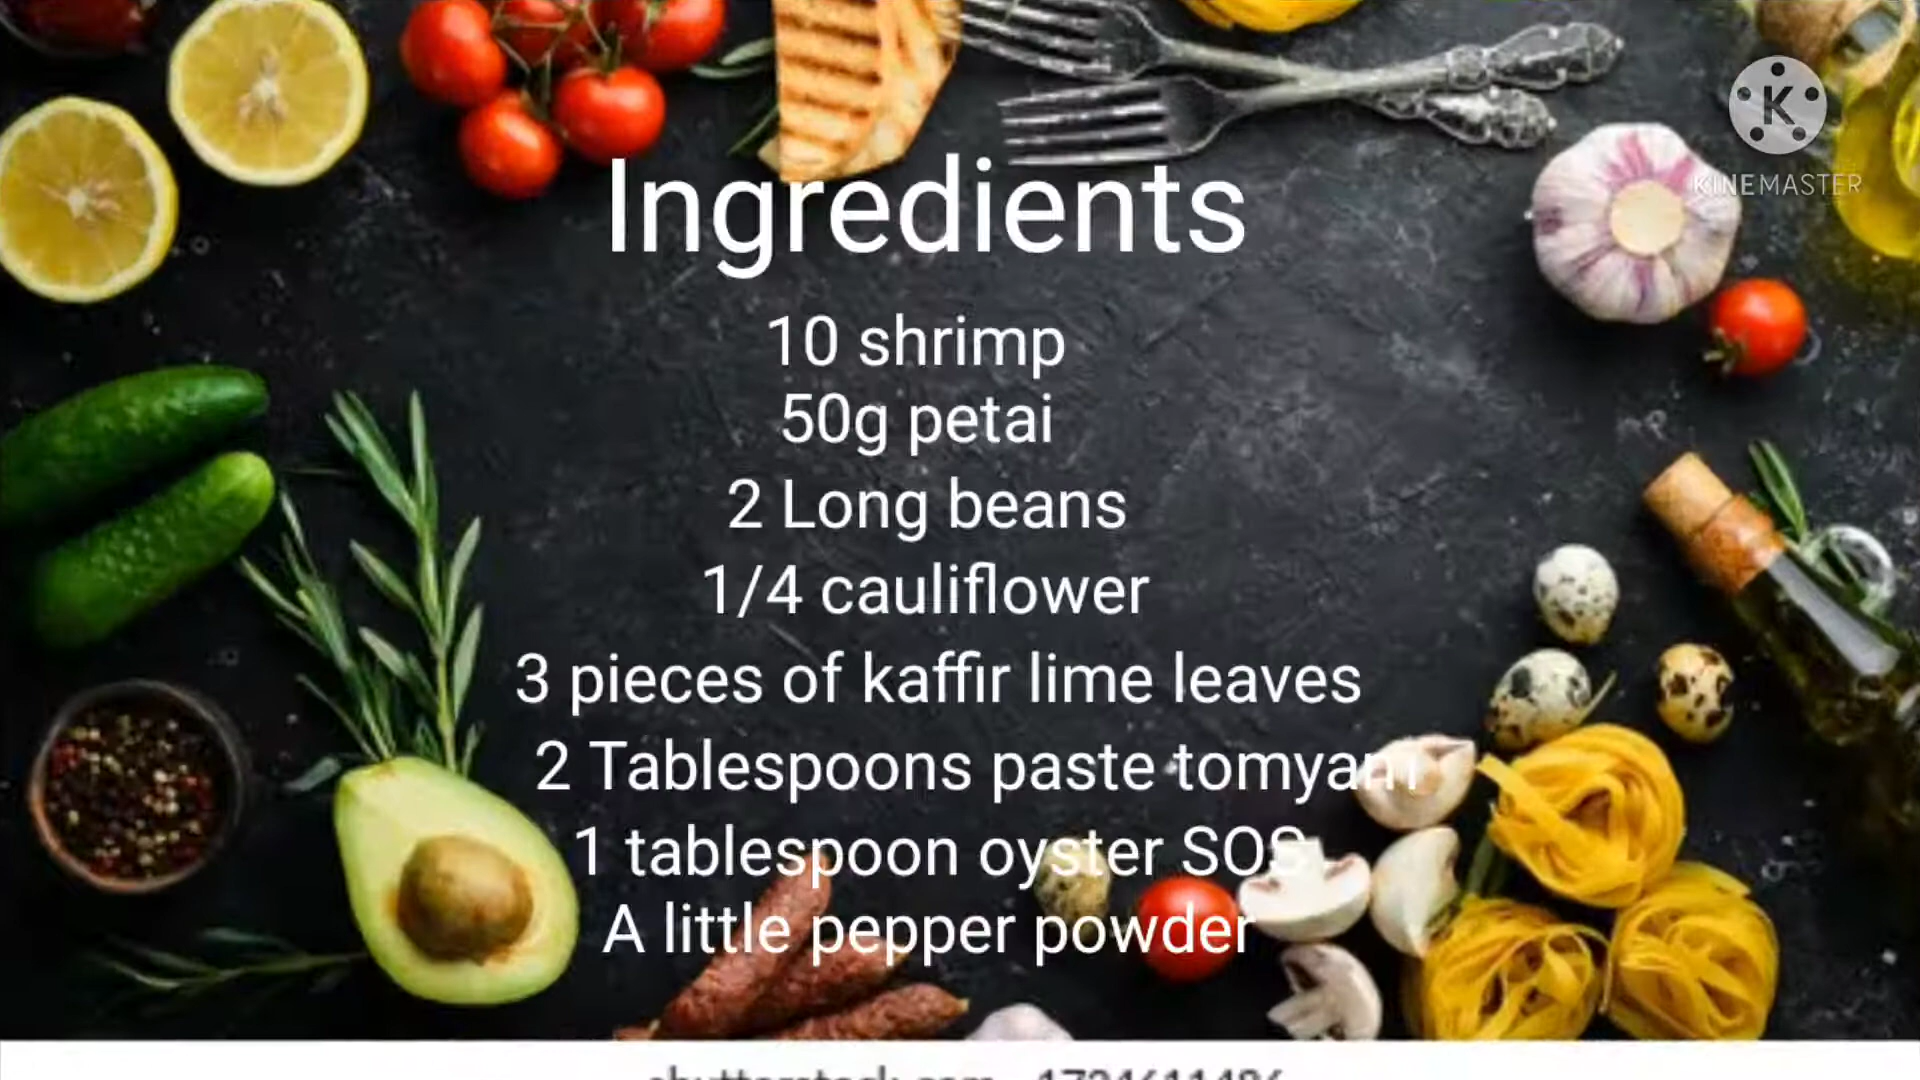 KINEMASTER
Ingredients
10 shrimp
50g petai
2 Long beans
1/4 cauliflower
3 pieces of kaffir lime leaves
2 Tablespoons paste tomyam
1 tablespoon oyster SOS
A little pepper powder